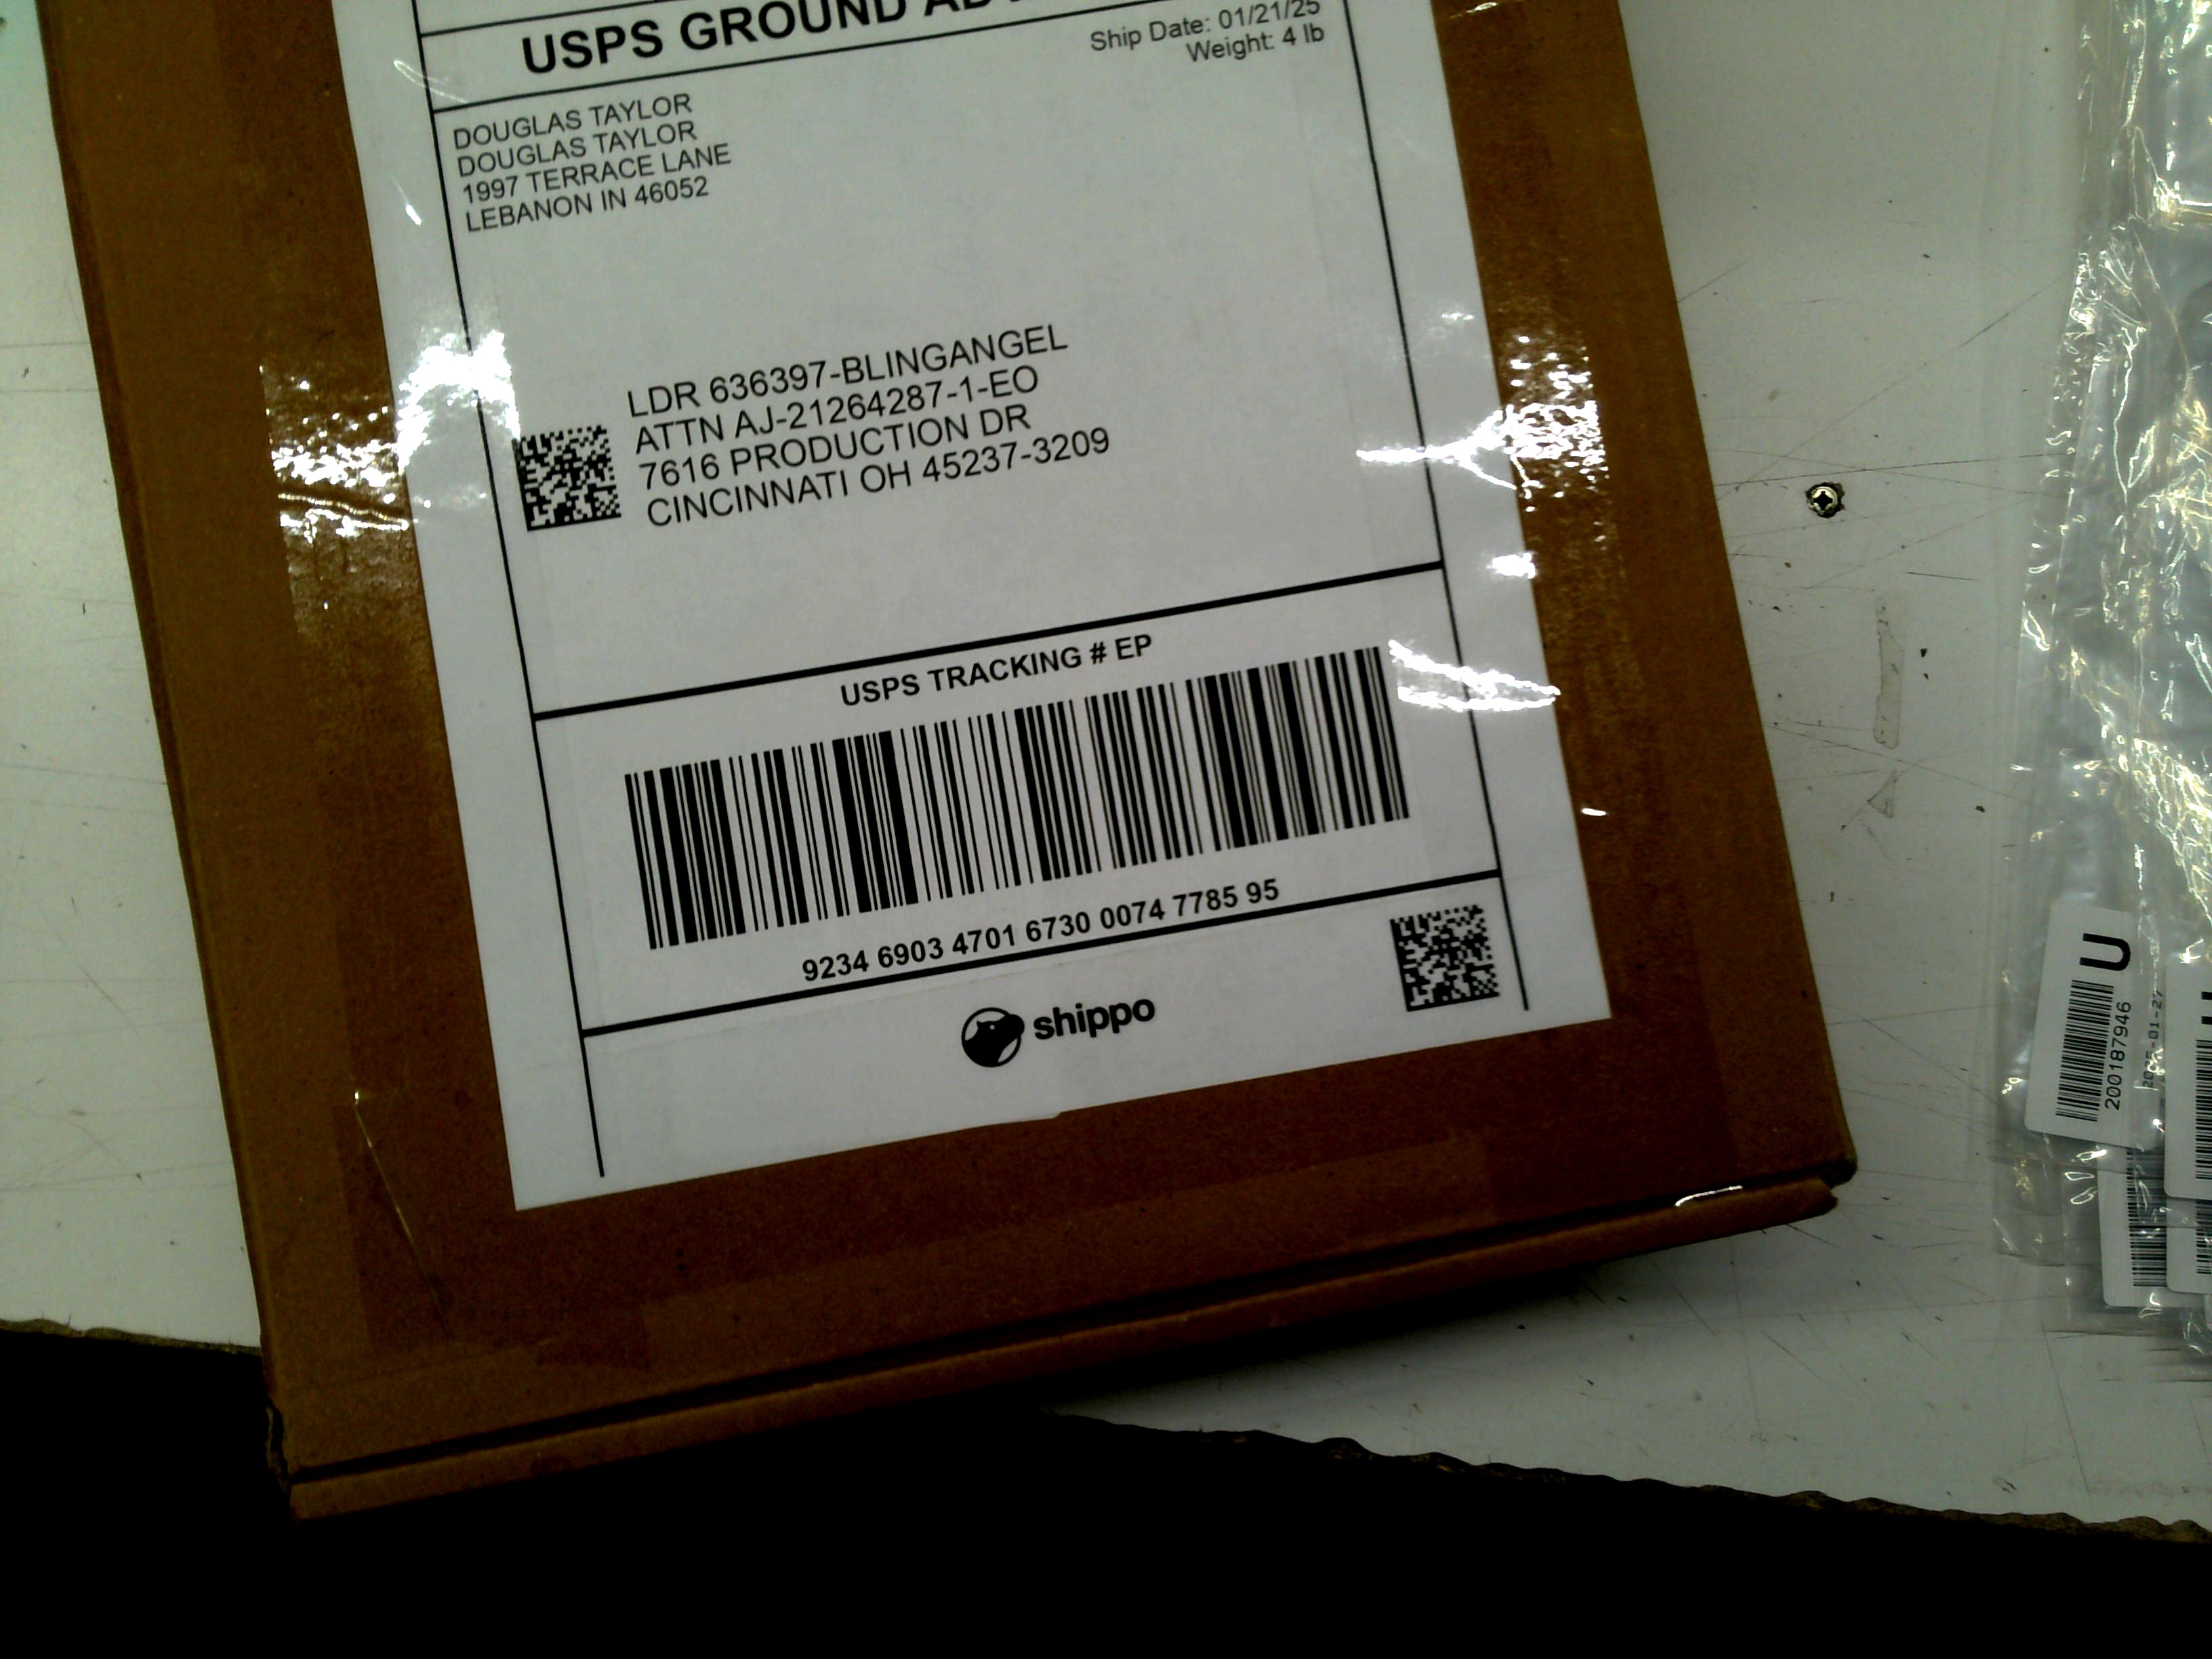 USPS GROUND
Ship Date: 01/21/25
Weight: 4 lb
DOUGLAS TAYLOR
DOUGLAS TAYLOR
1997 TERRACE LANE
LEBANON IN 46052
LDR 636397-BLINGANGEL
ATTN AJ-21264287-1-EO
7616 PRODUCTION DR
CINCINNATI OH 45237-3209
USPS TRACKING # EP
9234 6903 4701 6730 0074 7785 95
shippo
U
200187946